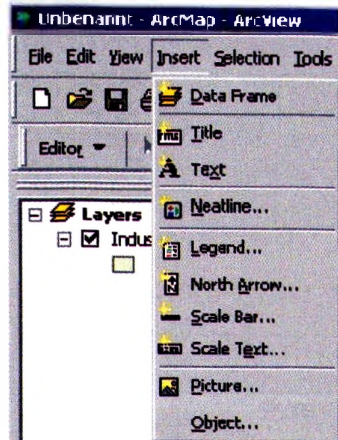 Unbenannt - ArcMap - ArcView
File Edit View Insert Selection Tools
Data Frame
Title
Editor
Text
Neatline...
Layers
Indus
Legend...
North Arrow...
Scale Bar...
Scale Text...
Picture...
Object...